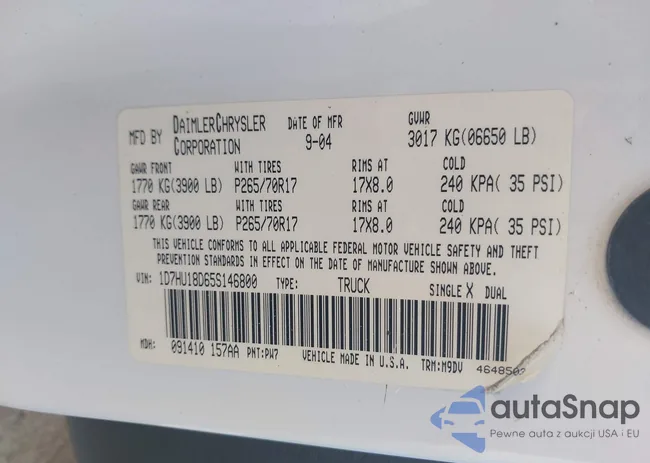 MFD BY DAIMLERCHRYSLER CORPORATION DATE OF MFR 9-04 GVWR 3017 KG(06650 LB)
GAWR FRONT WITH TIRES RIMS AT COLD
1770 KG(3900 LB) P265/70R17 17X8.0 240 KPA( 35 PSI)
GAWR REAR WITH TIRES RIMS AT COLD
1770 KG(3900 LB) P265/70R17 17X8.0 240 KPA( 35 PSI)
THIS VEHICLE CONFORMS TO ALL APPLICABLE FEDERAL MOTOR VEHICLE SAFETY AND THEFT
PREVENTION STANDARDS IN EFFECT ON THE DATE OF MANUFACTURE SHOWN ABOVE.
VIN: 1D7HU18D65S146800 TYPE: TRUCK SINGLE X DUAL
MDH: 091410 157AA PNT:PW7 VEHICLE MADE IN U.S.A. TRM:M9DV 4648502
autaSnap
Pewne auta z aukcji USA i EU